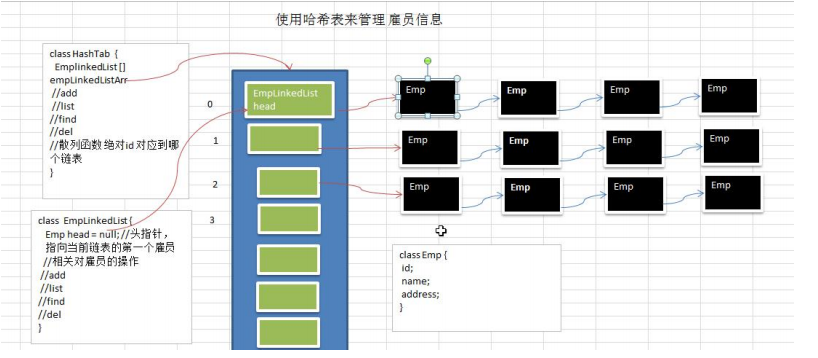 使用哈希表来管理 雇员信息
class HashTab {
EmplinkedList []
empLinkedListArr
//add
//list
//find
//del
//散列函数 绝对id 对应到哪
个链表
}
EmpLinkedList
head
0
1
2
3
Emp
Emp
Emp
Emp
Emp
Emp
Emp
Emp
Emp
Emp
Emp
Emp
class EmpLinkedList {
Emp head = null; //头指针，
指向当前链表的第一个雇员
//相关对雇员的操作
//add
//list
//find
//del
}
class Emp {
id;
name;
address;
}